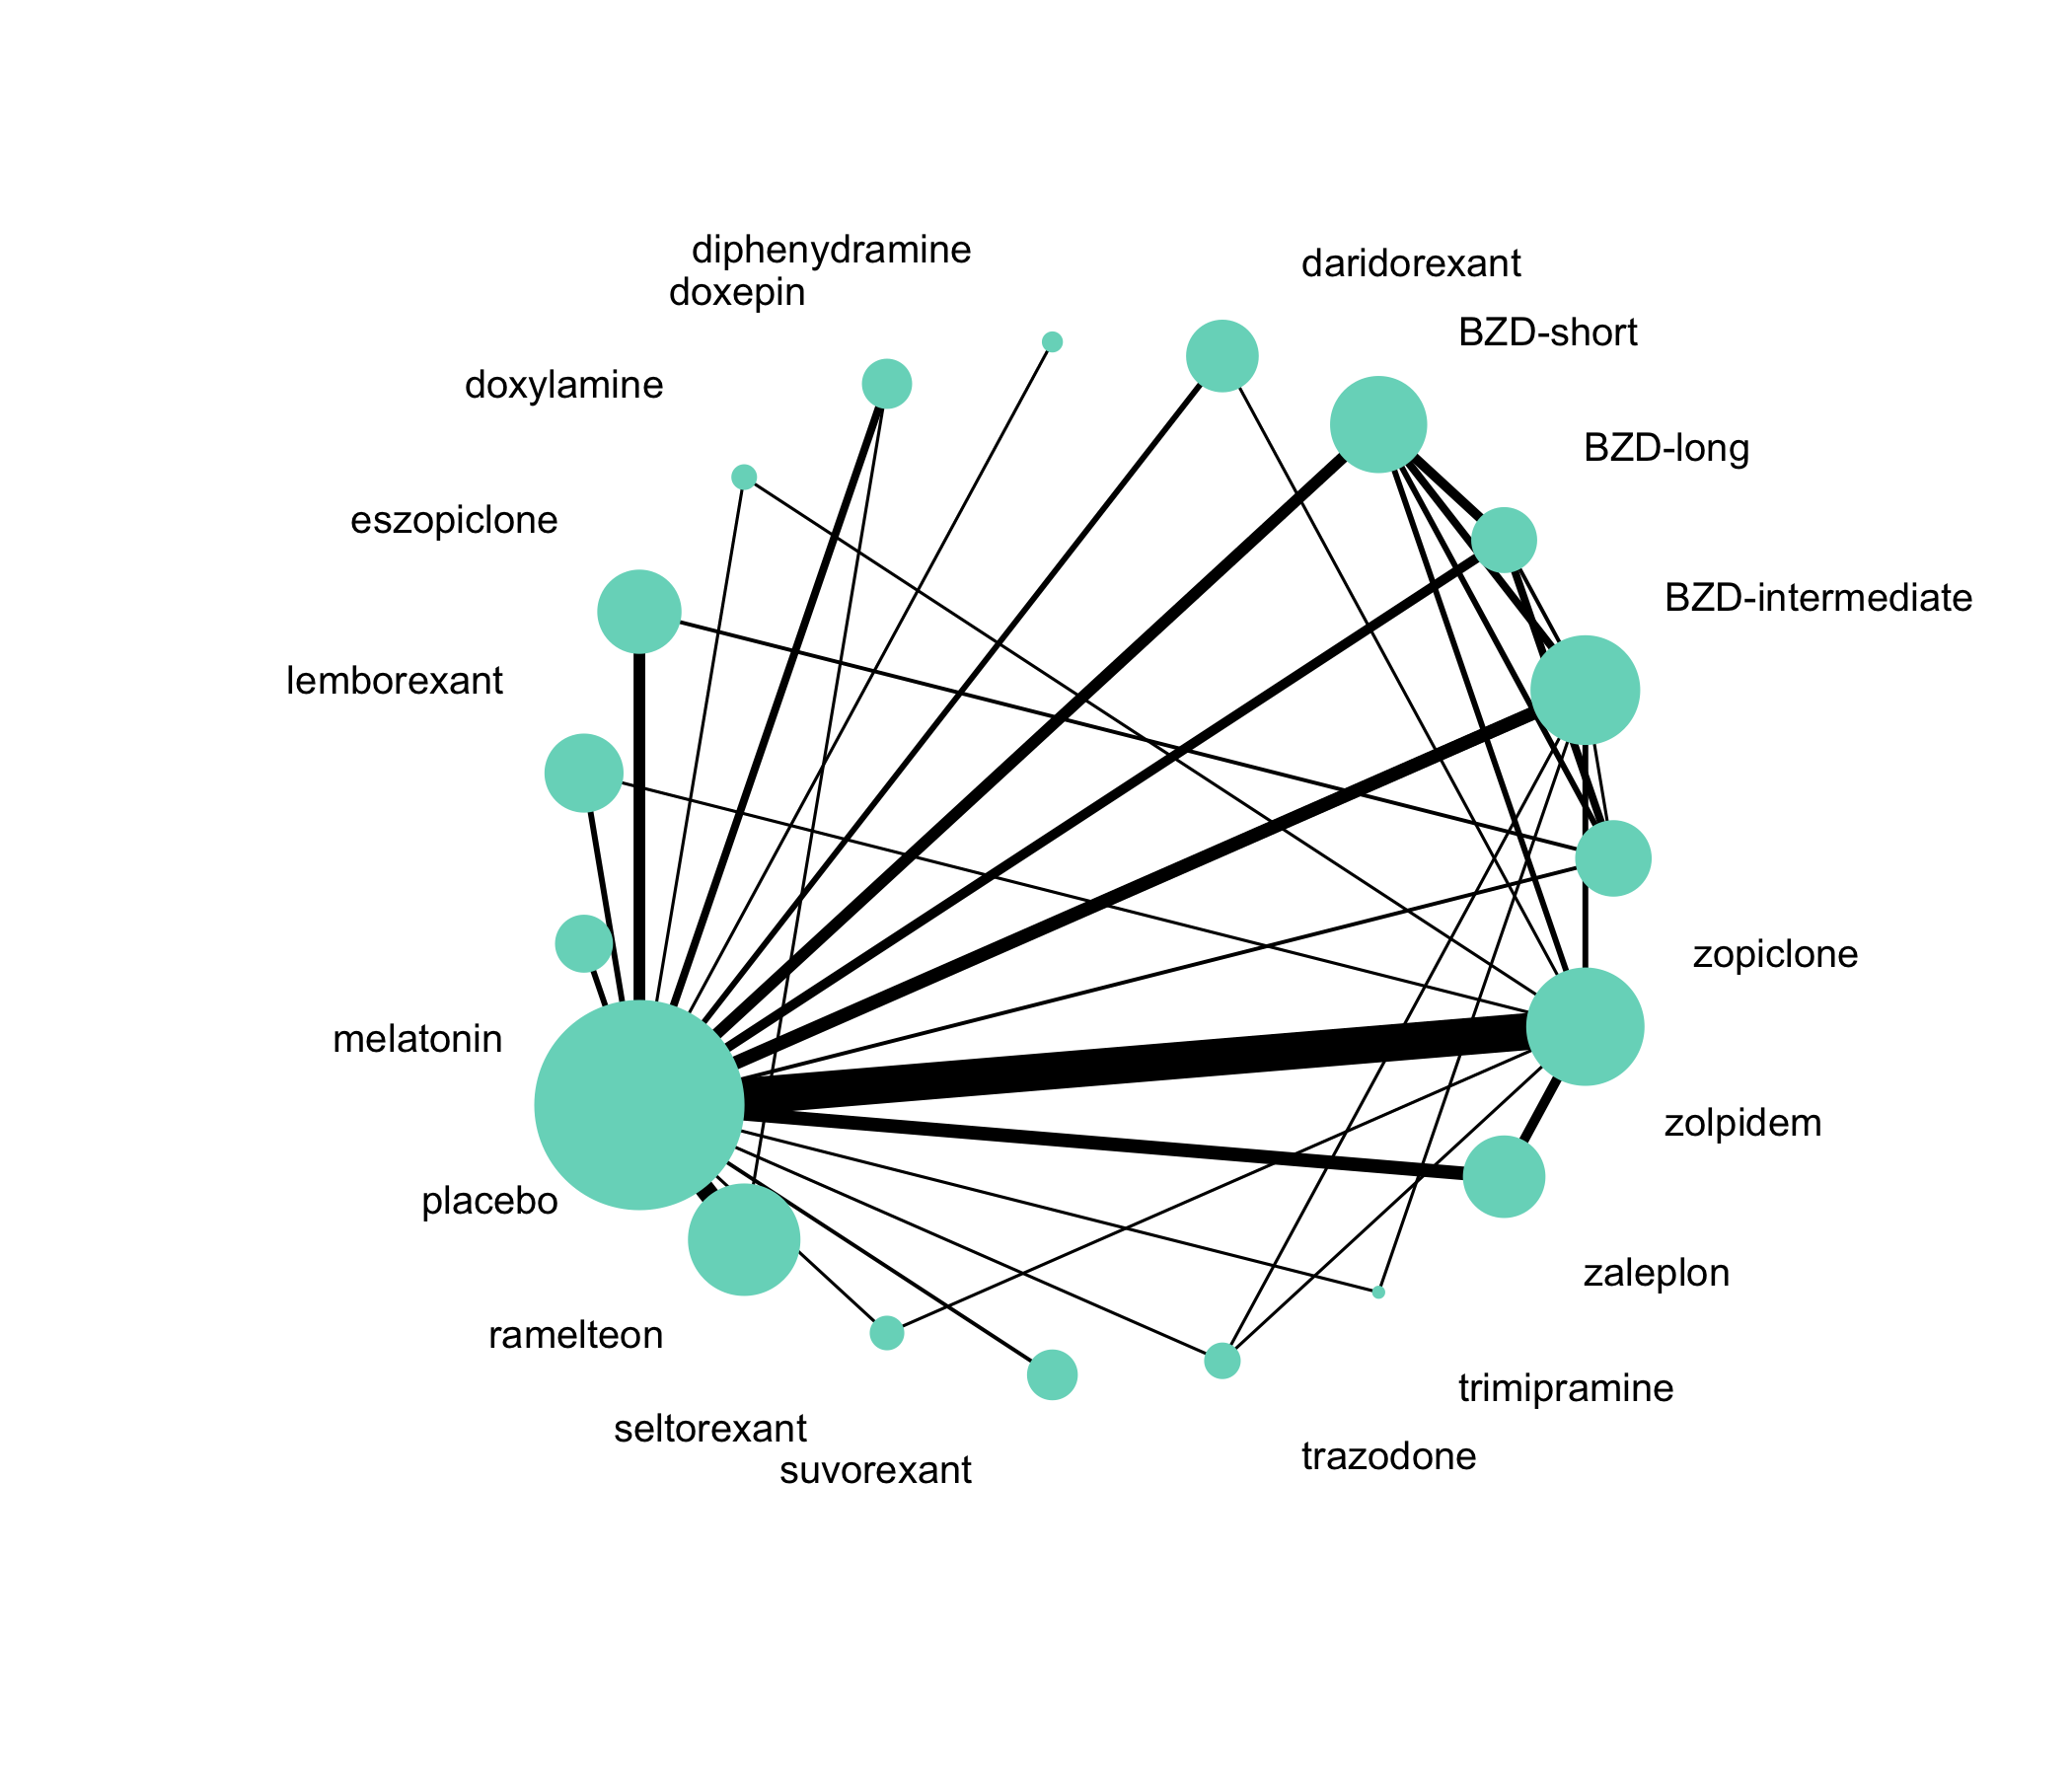 diphenydramine
daridorexant
doxepin
BZD-short
doxylamine
BZD-long
eszopiclone
BZD-intermediate
lemborexant
zopiclone
melatonin
zolpidem
placebo
zaleplon
ramelteon
trimipramine
seltorexant
trazodone
suvorexant